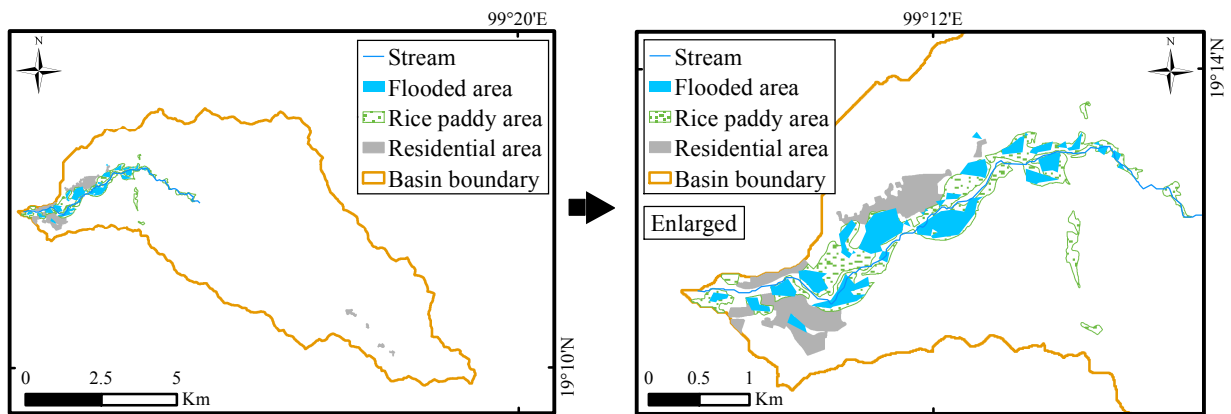 99°20'E
N
Stream
Flooded area
Rice paddy area
Residential area
Basin boundary
19°10'N
0 2.5 5
Km
99°12'E
N
19°14'N
Stream
Flooded area
Rice paddy area
Residential area
Basin boundary
Enlarged
0 0.5 1
Km